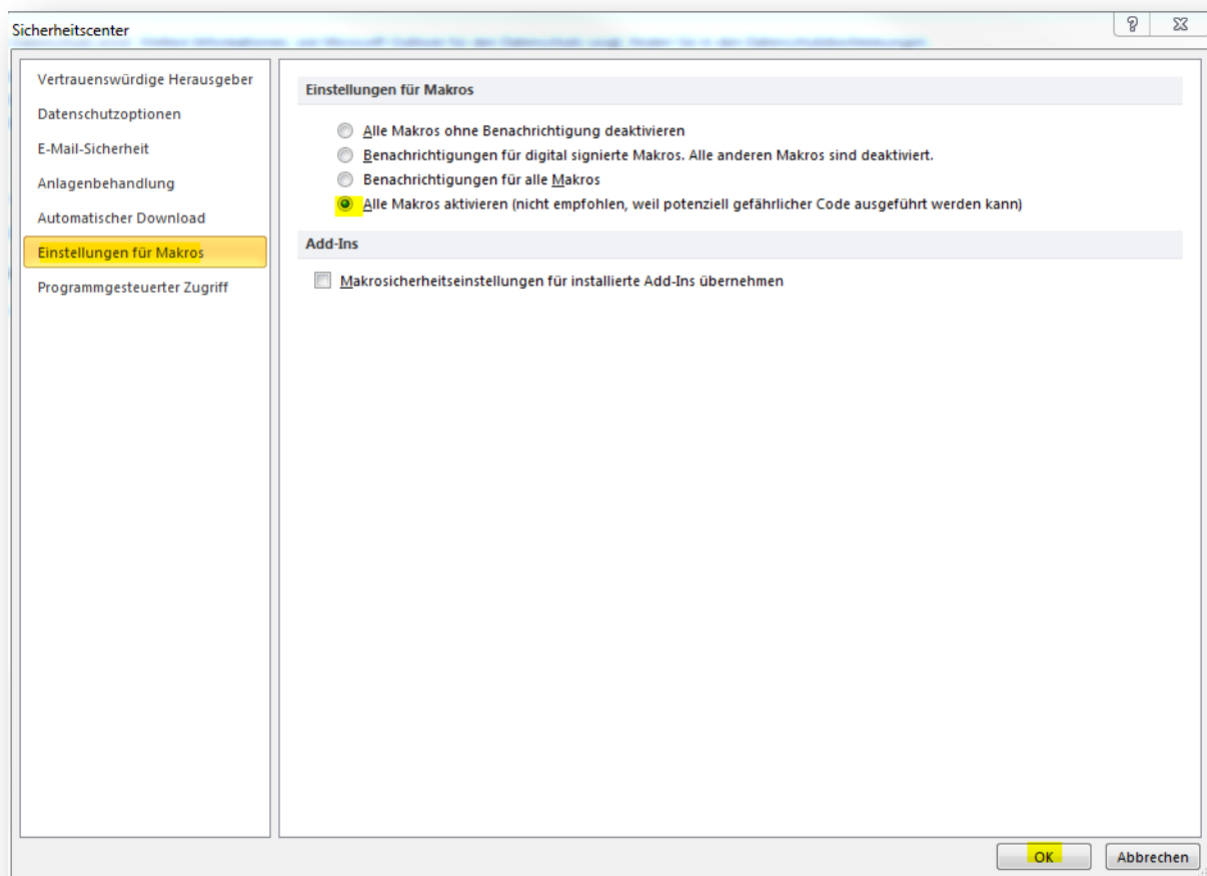 Sicherheitscenter
Vertrauenswürdige Herausgeber
Datenschutzoptionen
E-Mail-Sicherheit
Anlagenbehandlung
Automatischer Download
Einstellungen für Makros
Programmgesteuerter Zugriff
Einstellungen für Makros
Alle Makros ohne Benachrichtigung deaktivieren
Benachrichtigungen für digital signierte Makros. Alle anderen Makros sind deaktiviert.
Benachrichtigungen für alle Makros
Alle Makros aktivieren (nicht empfohlen, weil potenziell gefährlicher Code ausgeführt werden kann)
Add-Ins
Makrosicherheitseinstellungen für installierte Add-Ins übernehmen
OK
Abbrechen